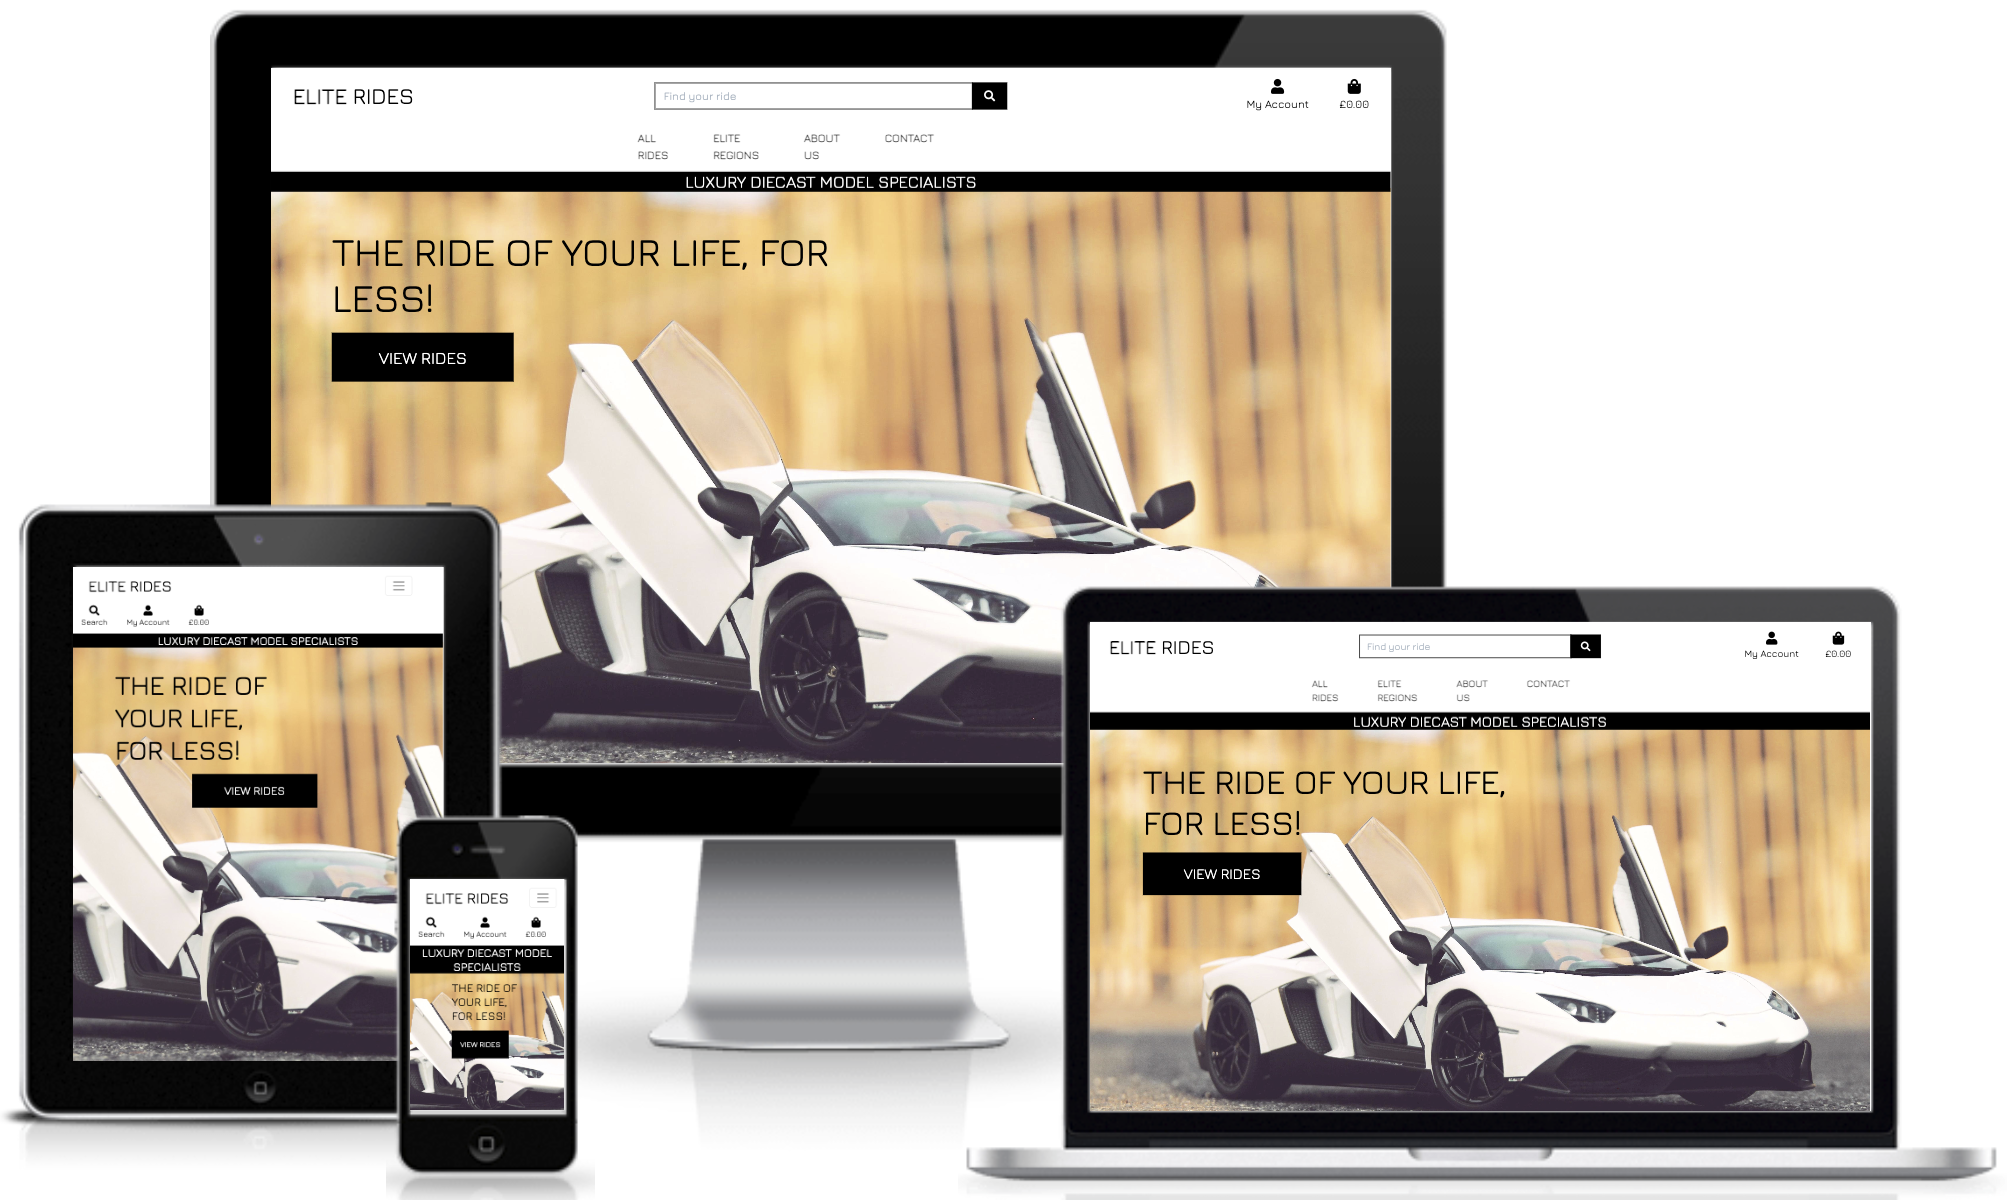 ELITE RIDES
Find your ride
My Account
£0.00
ALL
RIDES
ELITE
REGIONS
ABOUT
US
CONTACT
LUXURY DIECAST MODEL SPECIALISTS
THE RIDE OF YOUR LIFE, FOR
LESS!
VIEW RIDES
ELITE RIDES
Search
My Account
£0.00
LUXURY DIECAST MODEL SPECIALISTS
THE RIDE OF
YOUR LIFE,
FOR LESS!
VIEW RIDES
ELITE RIDES
Search
My Account
£0.00
LUXURY DIECAST MODEL
SPECIALISTS
THE RIDE OF
YOUR LIFE,
FOR LESS!
VIEW RIDES
ELITE RIDES
Find your ride
My Account
£0.00
ALL
RIDES
ELITE
REGIONS
ABOUT
US
CONTACT
LUXURY DIECAST MODEL SPECIALISTS
THE RIDE OF YOUR LIFE,
FOR LESS!
VIEW RIDES